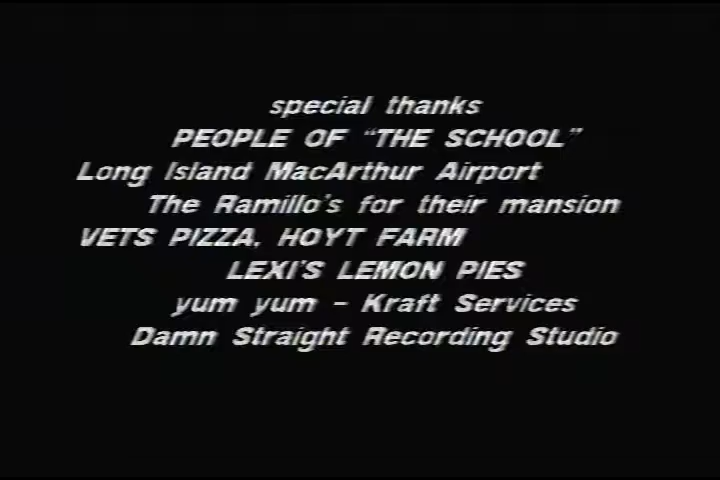 special thanks
PEOPLE OF "THE SCHOOL"
Long Island MacArthur Airport
The Ramillo's for their mansion
VETS PIZZA, HOYT FARM
LEXI'S LEMON PIES
yum yum - Kraft Services
Damn Straight Recording Studio